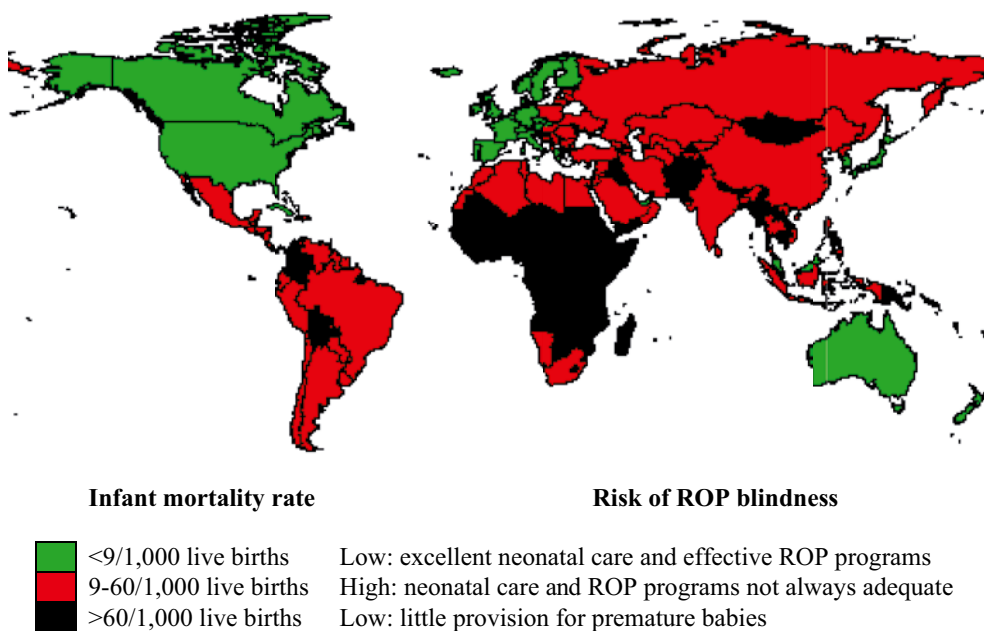 Infant mortality rate Risk of ROP blindness
<9/1,000 live births Low: excellent neonatal care and effective ROP programs
9-60/1,000 live births High: neonatal care and ROP programs not always adequate
>60/1,000 live births Low: little provision for premature babies